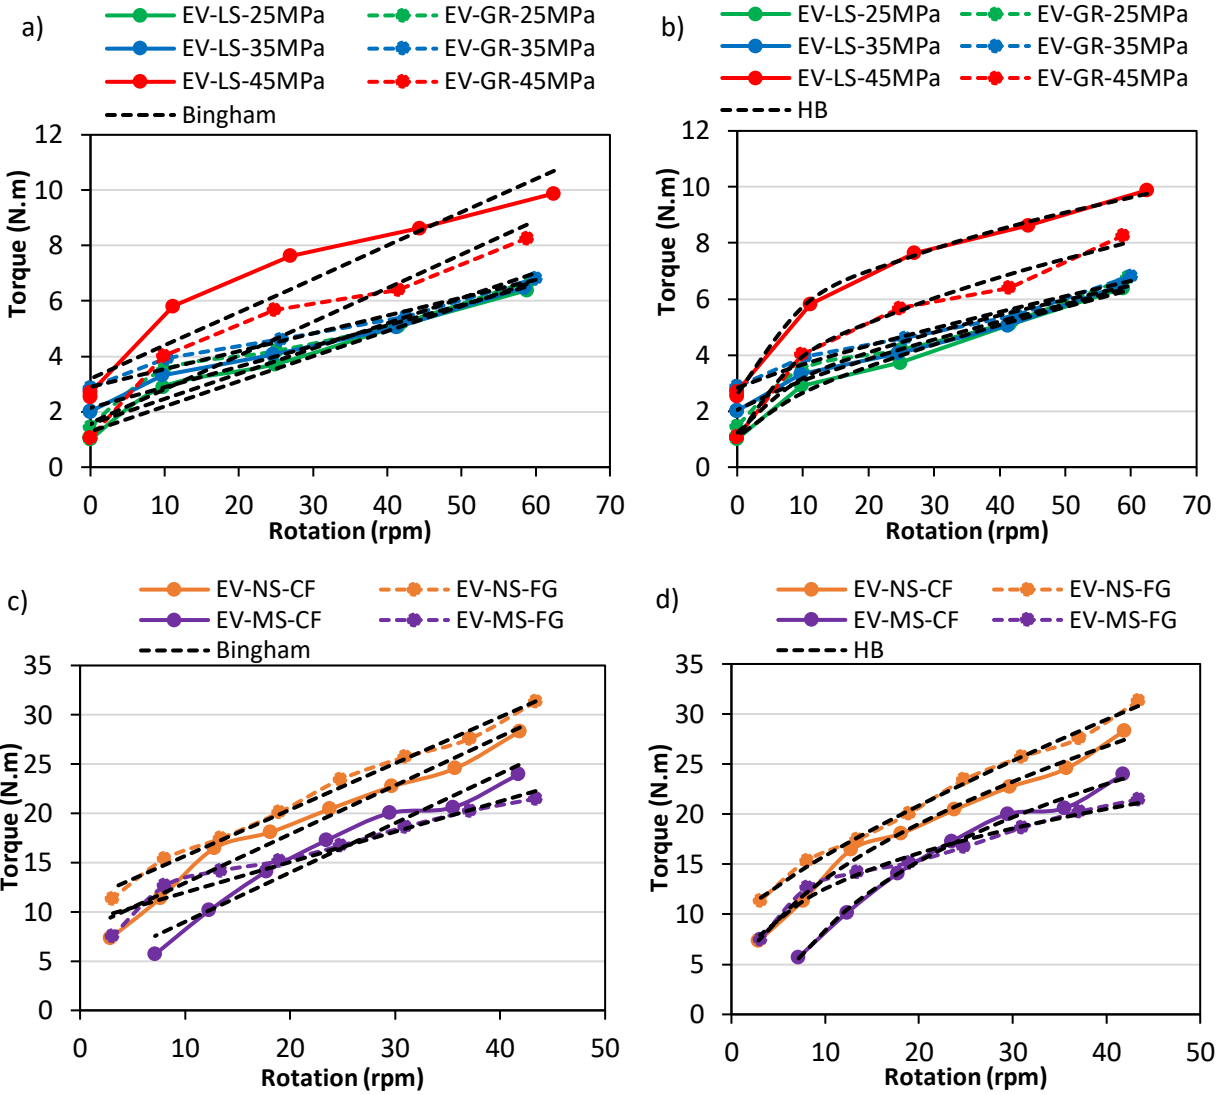 a)
EV-LS-25MPa EV-GR-25MPa
EV-LS-35MPa EV-GR-35MPa
EV-LS-45MPa EV-GR-45MPa
Bingham
Torque (N.m)
12
10
8
6
4
2
0
0 10 20 30 40 50 60 70
Rotation (rpm)
b)
EV-LS-25MPa EV-GR-25MPa
EV-LS-35MPa EV-GR-35MPa
EV-LS-45MPa EV-GR-45MPa
HB
Torque (N.m)
12
10
8
6
4
2
0
0 10 20 30 40 50 60 70
Rotation (rpm)
c)
EV-NS-CF EV-NS-FG
EV-MS-CF EV-MS-FG
Bingham
Torque (N.m)
35
30
25
20
15
10
5
0
0 10 20 30 40 50
Rotation (rpm)
d)
EV-NS-CF EV-NS-FG
EV-MS-CF EV-MS-FG
HB
Torque (N.m)
35
30
25
20
15
10
5
0
0 10 20 30 40 50
Rotation (rpm)